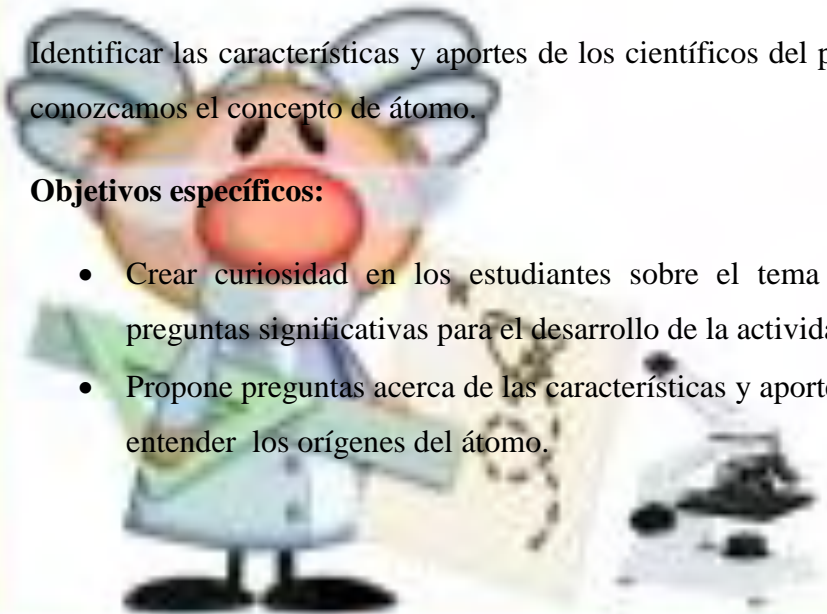 Identificar las características y aportes de los científicos del
conozcamos el concepto de átomo.
Objetivos específicos:
• Crear curiosidad en los estudiantes sobre el tema
preguntas significativas para el desarrollo de la
• Propone preguntas acerca de las características y
entender los orígenes del átomo.